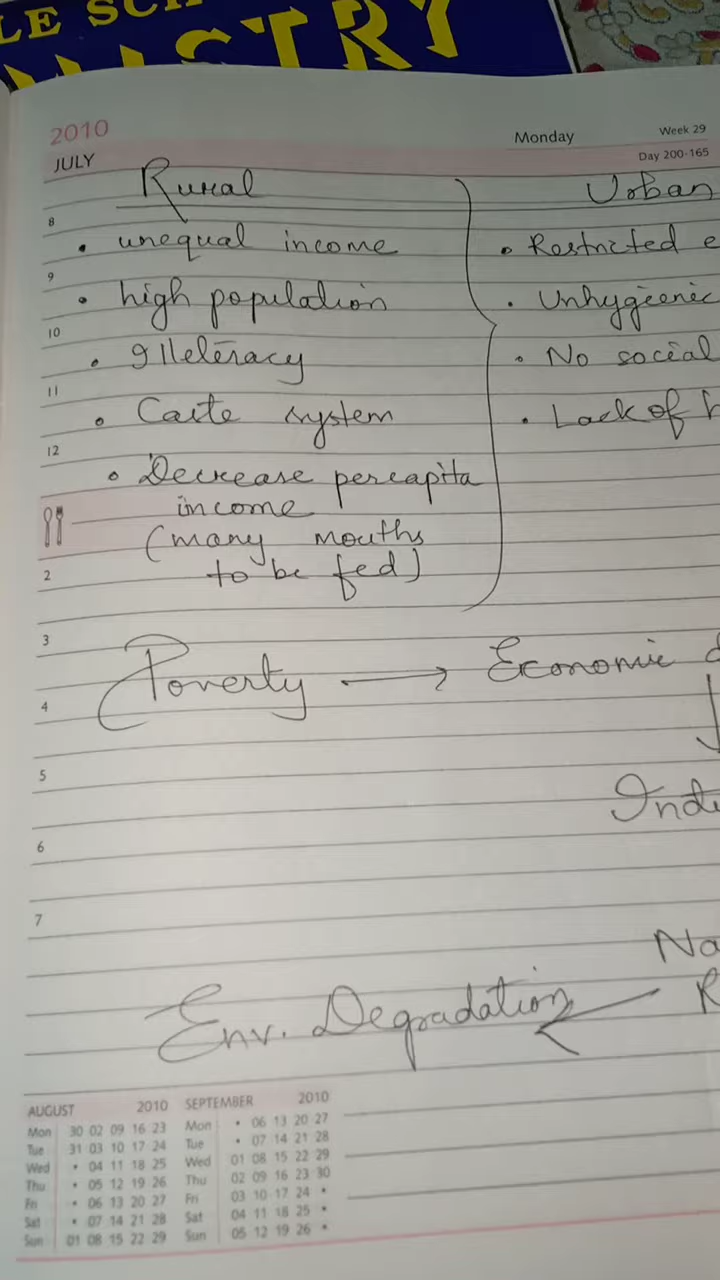 LE SC
2010
Monday
Week 29
JULY
Day 200-165
Rural
Urban
8
• unequal income
• Restricted e
9
• high population
• Unhygienic
10
• Illeteracy
• No social
11
• Caste system
• Lack of
12
• Decrease percapita
income
(many mouths
to be fed)
2
3
Poverty → Economic
4
5
Indu
6
7
Na
R
Env. Degradation
AUGUST 2010
Mon 30 02 09 16 23
Tue 31 03 10 17 24
Wed • 04 11 18 25
Thu • 05 12 19 26
Fri • 06 13 20 27
Sat • 07 14 21 28
Sun 01 08 15 22 29
SEPTEMBER 2010
Mon • 06 13 20 27
Tue • 07 14 21 28
Wed 01 08 15 22 29
Thu 02 09 16 23 30
Fri 03 10 17 24 •
Sat 04 11 18 25 •
Sun 05 12 19 26 •